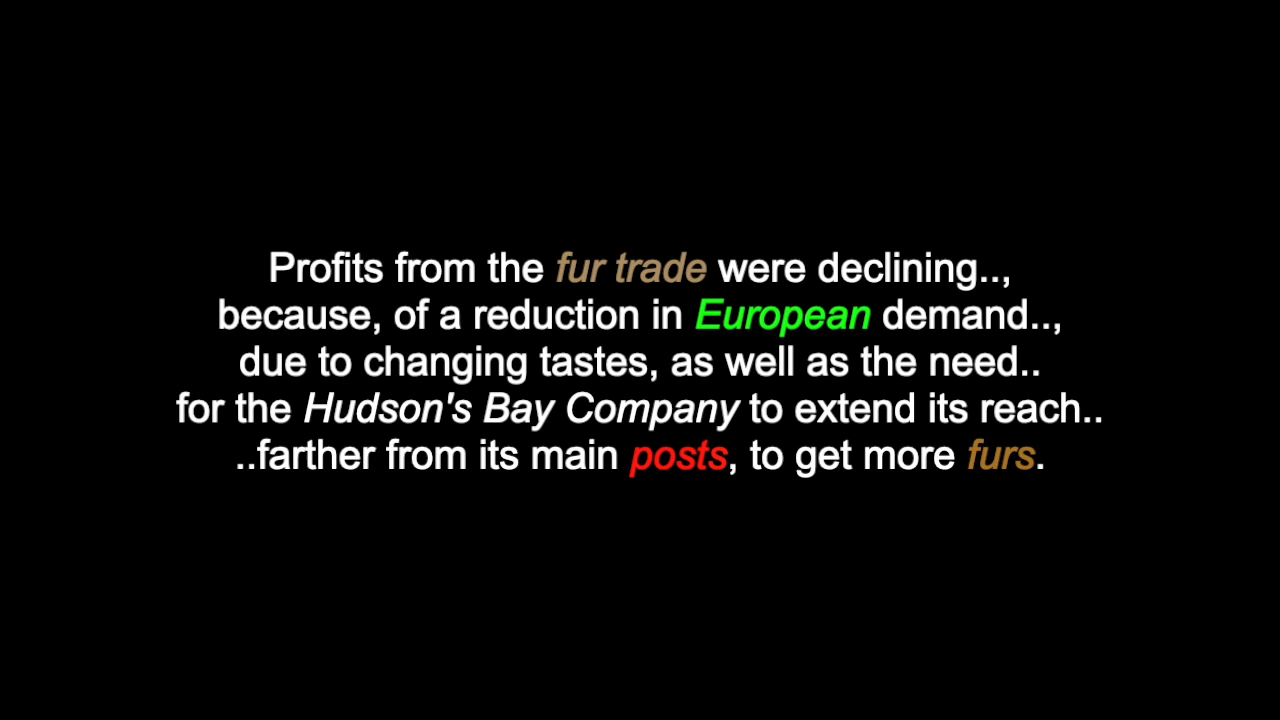 Profits from the fur trade were declining..,
because, of a reduction in European demand..,
due to changing tastes, as well as the need..
for the Hudson's Bay Company to extend its reach..
..farther from its main posts, to get more furs.